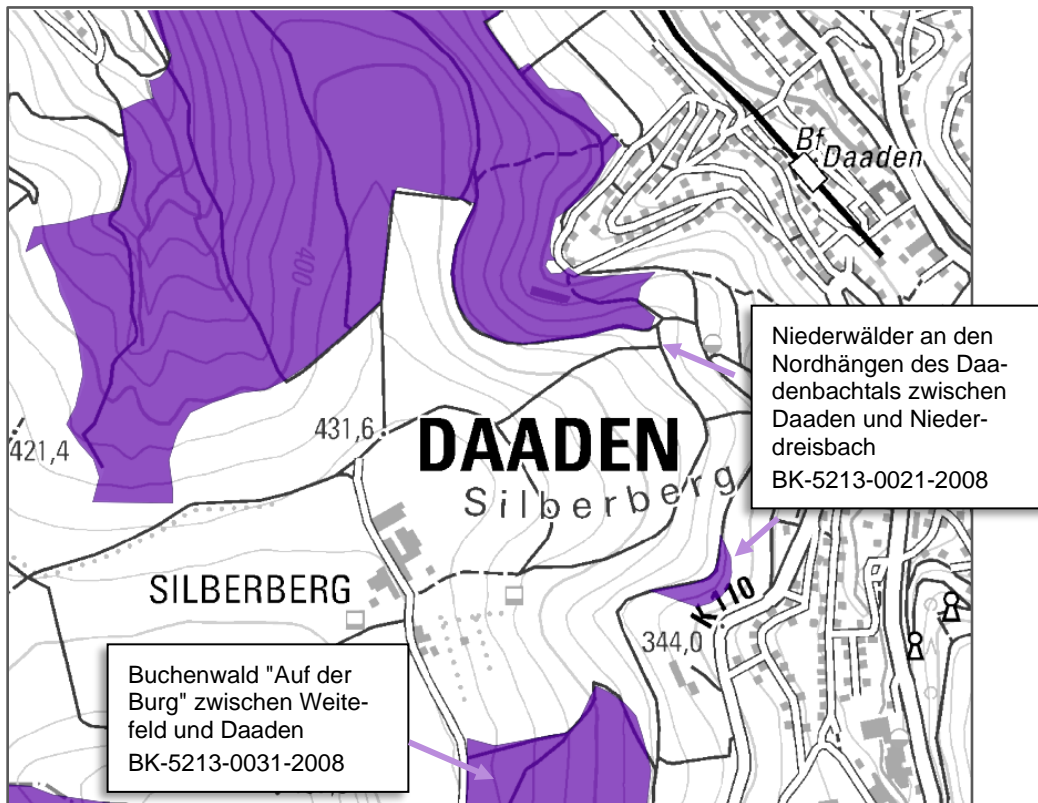 Bf
Daaden
400
Niederwälder an den
Nordhängen des Daa-
denbachtals zwischen
Daaden und Nieder-
dreisbach
BK-5213-0021-2008
421,4
431,6
DAADEN
Silberberg
SILBERBERG
K 110
344,0
Buchenwald "Auf der
Burg" zwischen Weite-
feld und Daaden
BK-5213-0031-2008